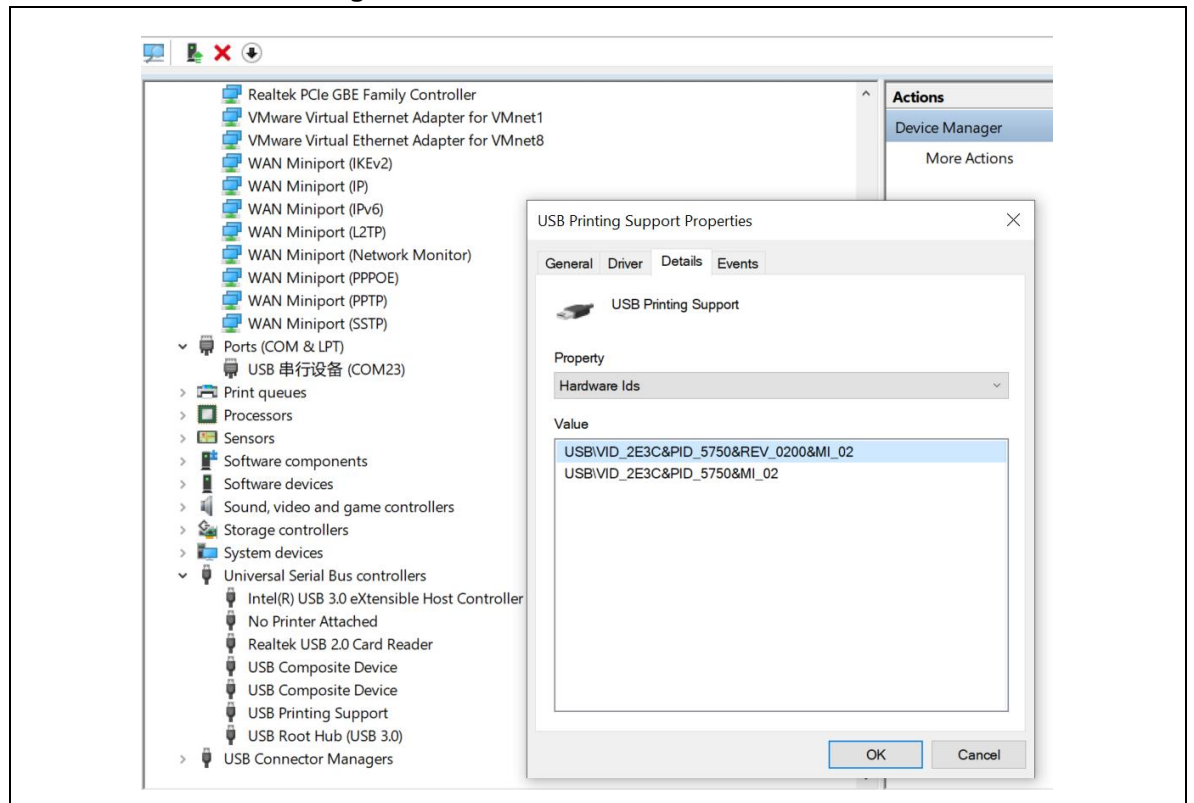 Realtek PCIe GBE Family Controller
VMware Virtual Ethernet Adapter for VMnet1
VMware Virtual Ethernet Adapter for VMnet8
WAN Miniport (IKEv2)
WAN Miniport (IP)
WAN Miniport (IPv6)
WAN Miniport (L2TP)
WAN Miniport (Network Monitor)
WAN Miniport (PPPOE)
WAN Miniport (PPTP)
WAN Miniport (SSTP)
Ports (COM & LPT)
USB 串行设备 (COM23)
Print queues
Processors
Sensors
Software components
Software devices
Sound, video and game controllers
Storage controllers
System devices
Universal Serial Bus controllers
Intel(R) USB 3.0 eXtensible Host Controller
No Printer Attached
Realtek USB 2.0 Card Reader
USB Composite Device
USB Composite Device
USB Printing Support
USB Root Hub (USB 3.0)
USB Connector Managers
Actions
Device Manager
More Actions
USB Printing Support Properties
General Driver Details Events
USB Printing Support
Property
Hardware Ids
Value
USB\VID_2E3C&PID_5750&REV_0200&MI_02
USB\VID_2E3C&PID_5750&MI_02
OK Cancel